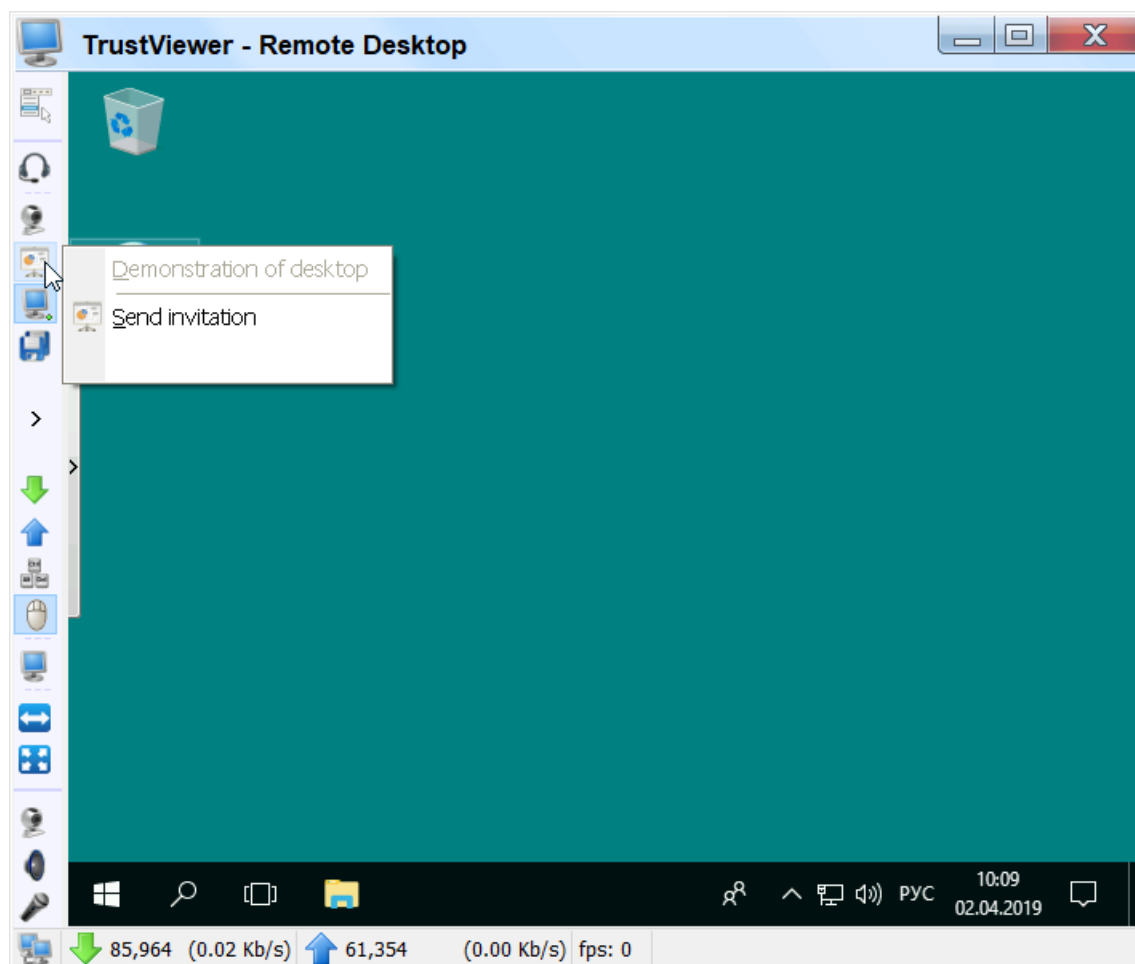 TrustViewer - Remote Desktop
Demonstration of desktop
Send invitation
РУС
10:09
02.04.2019
85,964 (0.02 Kb/s) 61,354 (0.00 Kb/s) fps: 0